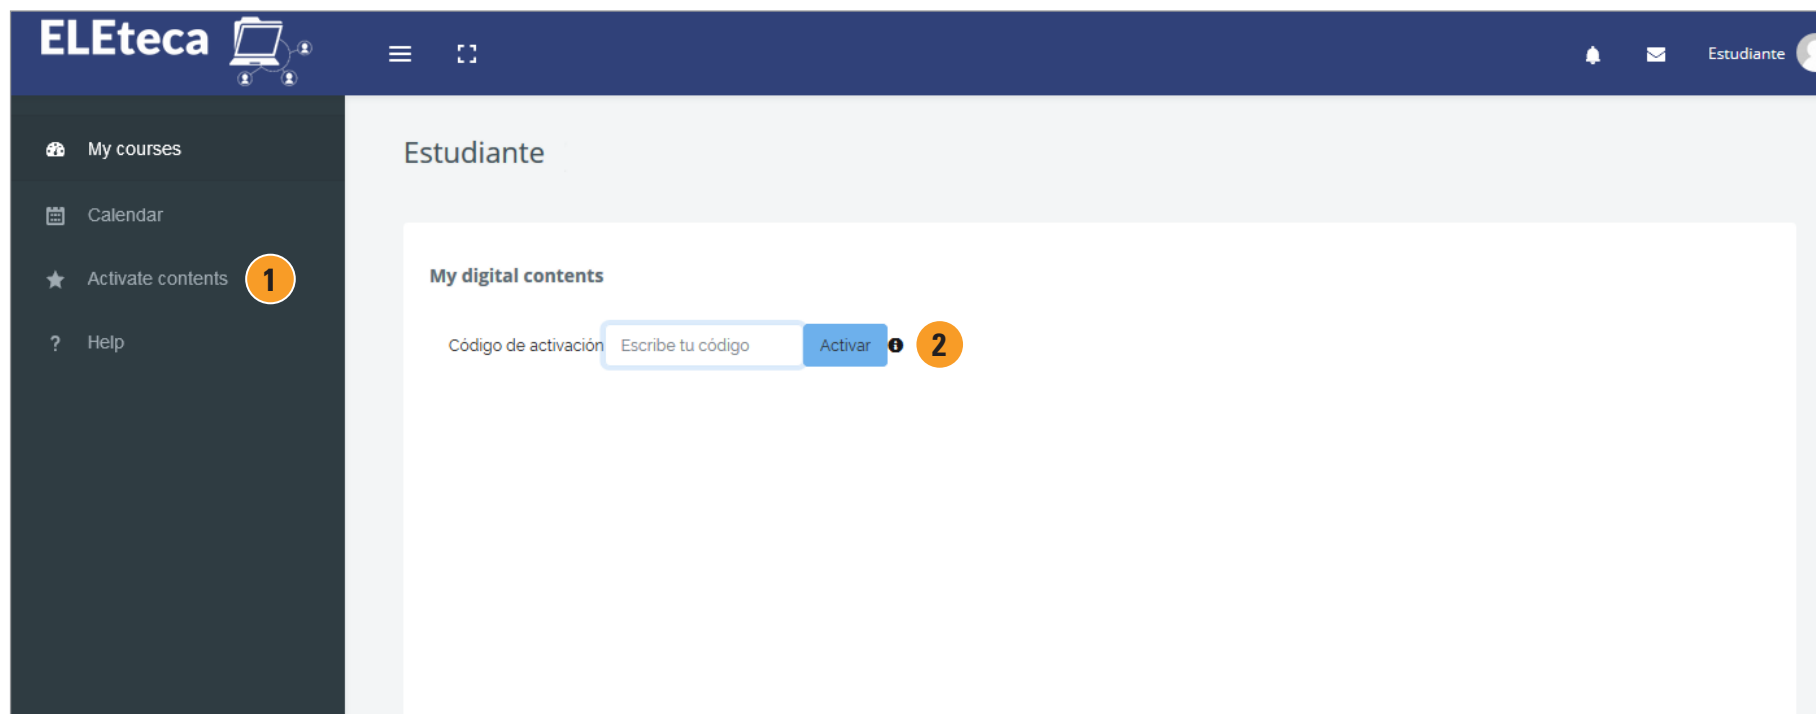 ELEteca
Estudiante
My courses
Calendar
Activate contents 1
? Help
Estudiante
My digital contents
Código de activación Escribe tu código Activar 2